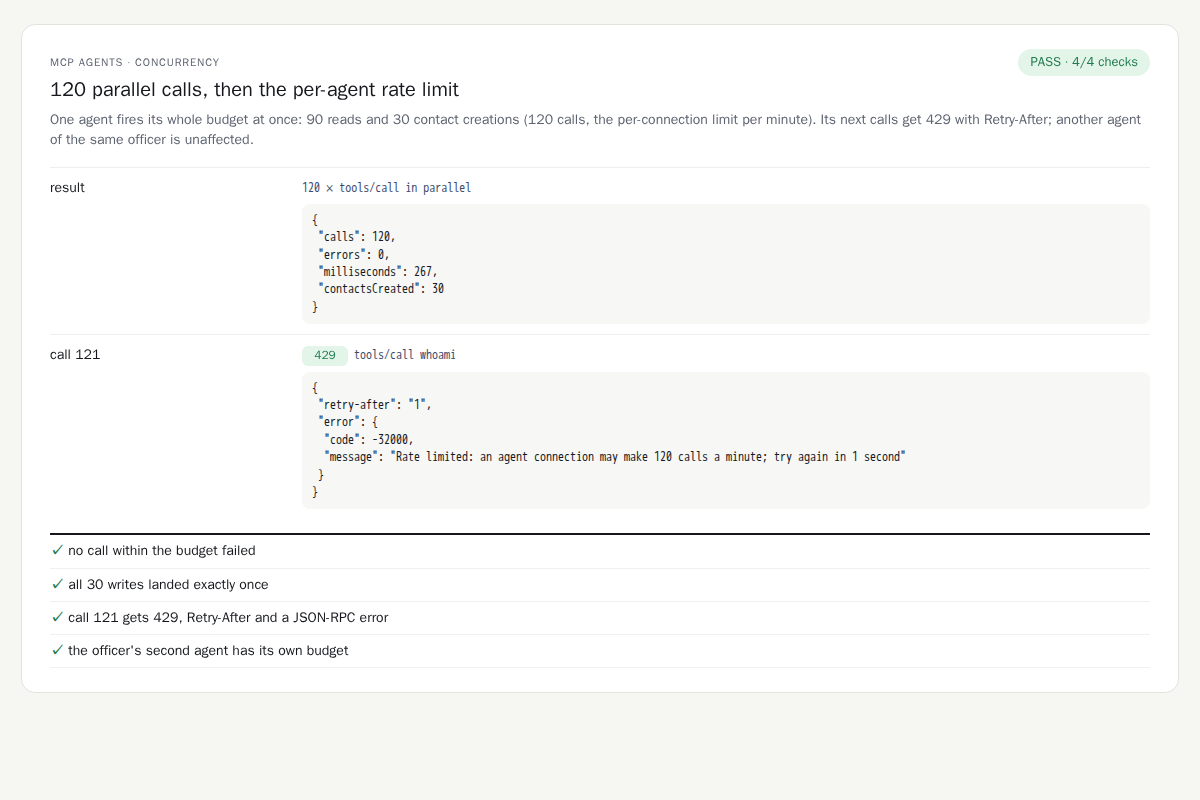 MCP AGENTS · CONCURRENCY
PASS · 4/4 checks
120 parallel calls, then the per-agent rate limit
One agent fires its whole budget at once: 90 reads and 30 contact creations (120 calls, the per-connection limit per minute). Its next calls get 429 with Retry-After; another agent
of the same officer is unaffected.
result
120 × tools/call in parallel
{
"calls": 120,
"errors": 0,
"milliseconds": 267,
"contactsCreated": 30
}
call 121
429 tools/call whoami
{
"retry-after": "1",
"error": {
"code": -32000,
"message": "Rate limited: an agent connection may make 120 calls a minute; try again in 1 second"
}
}
✓ no call within the budget failed
✓ all 30 writes landed exactly once
✓ call 121 gets 429, Retry-After and a JSON-RPC error
✓ the officer's second agent has its own budget